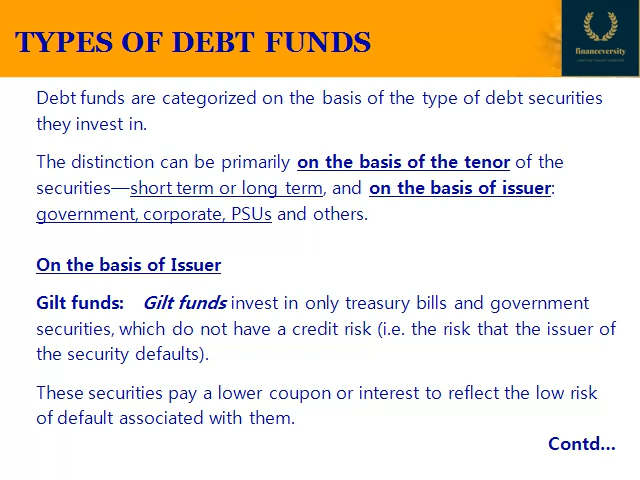 TYPES OF DEBT FUNDS
financeversity
Debt funds are categorized on the basis of the type of debt securities
they invest in.
The distinction can be primarily on the basis of the tenor of the
securities—short term or long term, and on the basis of issuer:
government, corporate, PSUs and others.
On the basis of Issuer
Gilt funds: Gilt funds invest in only treasury bills and government
securities, which do not have a credit risk (i.e. the risk that the issuer of
the security defaults).
These securities pay a lower coupon or interest to reflect the low risk
of default associated with them.
Contd...